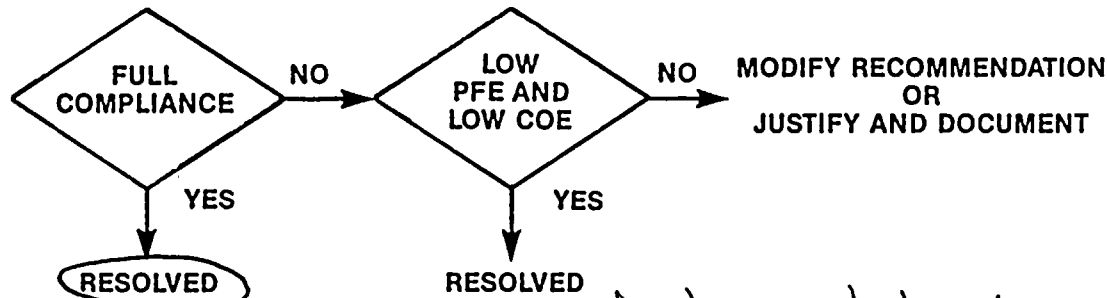 FULL
COMPLIANCE
NO
LOW
PFE AND
LOW COE
NO
MODIFY RECOMMENDATION
OR
JUSTIFY AND DOCUMENT
YES
YES
RESOLVED
RESOLVED